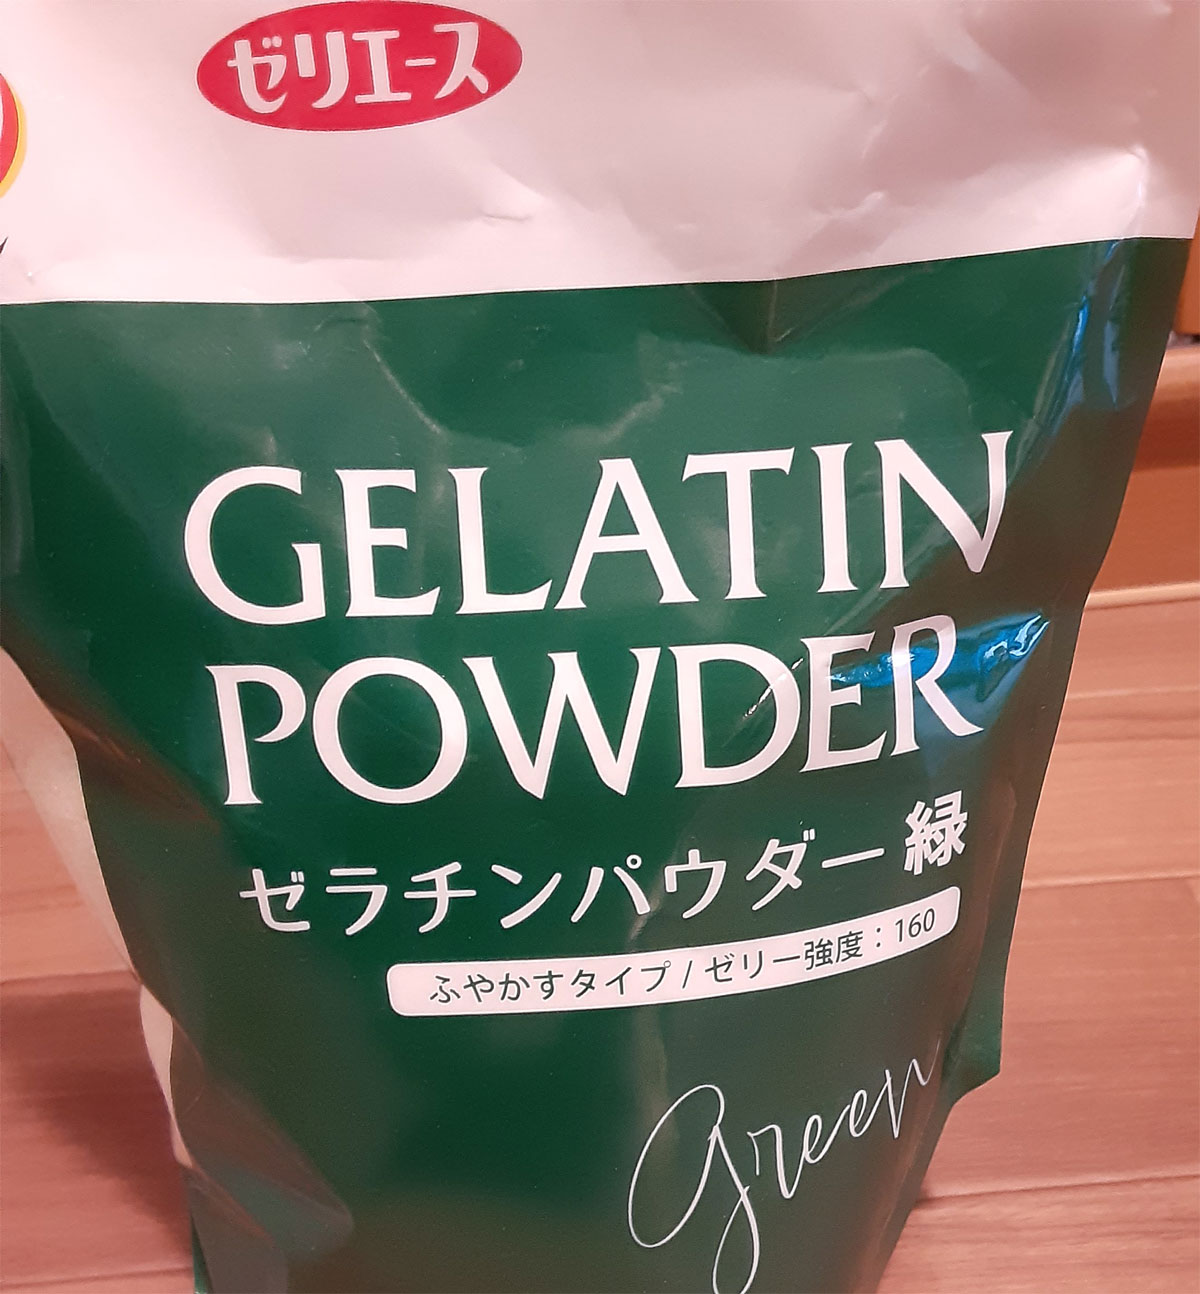 ゼリエース
GELATIN
POWDER
ゼラチンパウダー 緑
ふやかすタイプ / ゼリー強度：160
green